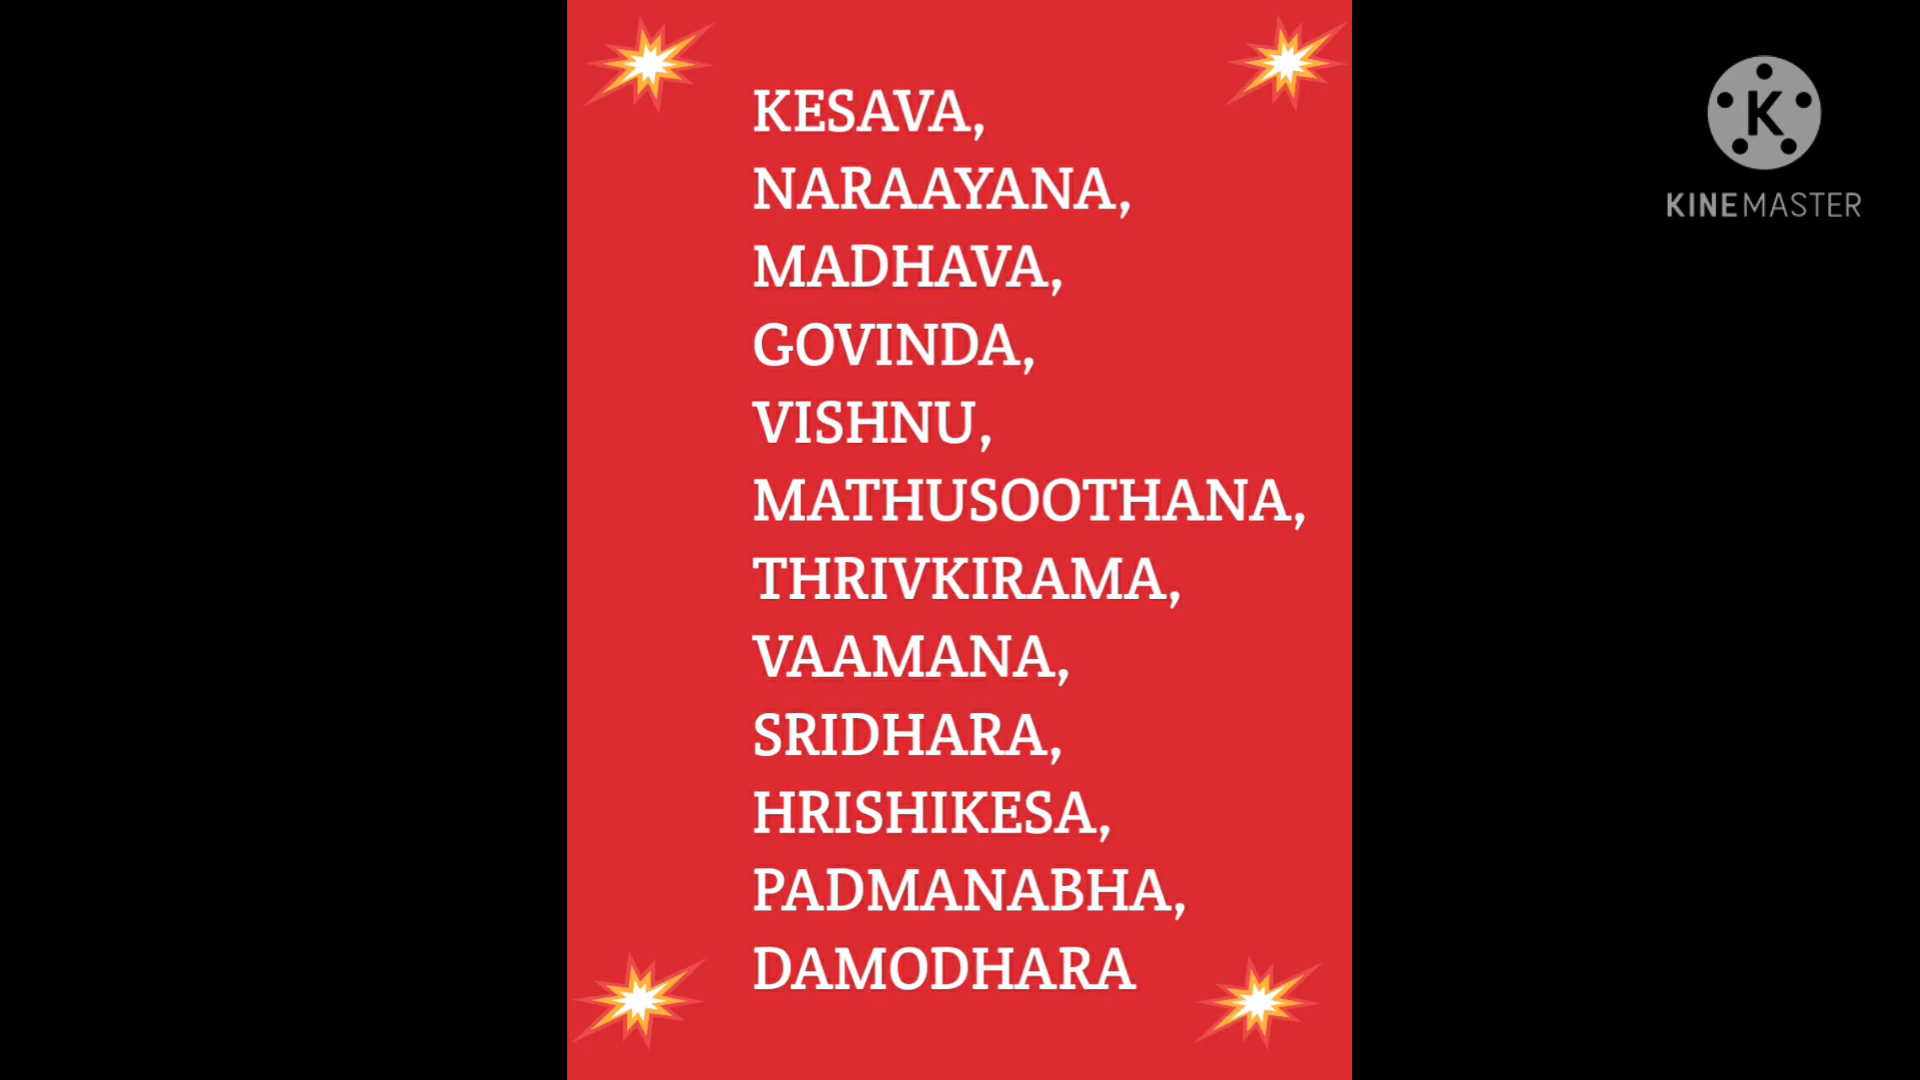 KESAVA,
NARAAYANA,
MADHAVA,
GOVINDA,
VISHNU,
MATHUSOOTHANA,
THRIVKIRAMA,
VAAMANA,
SRIDHARA,
HRISHIKESA,
PADMANABHA,
DAMODHARA
K
KINEMASTER